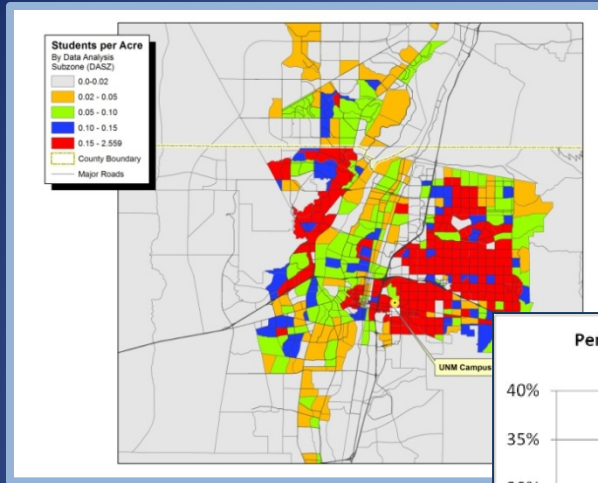 Students per Acre
By Data Analysis
Subzone (DASZ)
0.0-0.02
0.02 - 0.05
0.05 - 0.10
0.10 - 0.15
0.15 - 2.559
County Boundary
Major Roads
UNM Campus
40%
35%